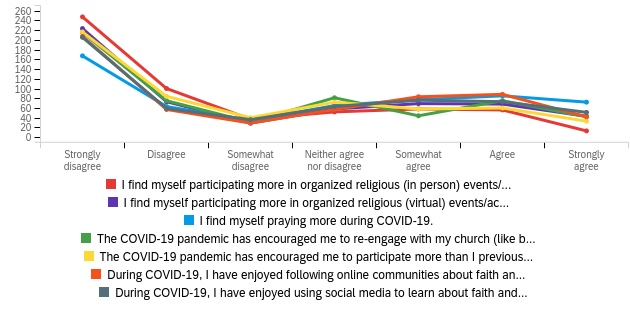 260
240
220
200
180
160
140
120
100
80
60
40
20
0
Strongly disagree
Disagree
Somewhat disagree
Neither agree nor disagree
Somewhat agree
Agree
Strongly agree
I find myself participating more in organized religious (in person) events/...
I find myself participating more in organized religious (virtual) events/ac...
I find myself praying more during COVID-19.
The COVID-19 pandemic has encouraged me to re-engage with my church (like b...
The COVID-19 pandemic has encouraged me to participate more than I previous...
During COVID-19, I have enjoyed following online communities about faith an...
During COVID-19, I have enjoyed using social media to learn about faith and...